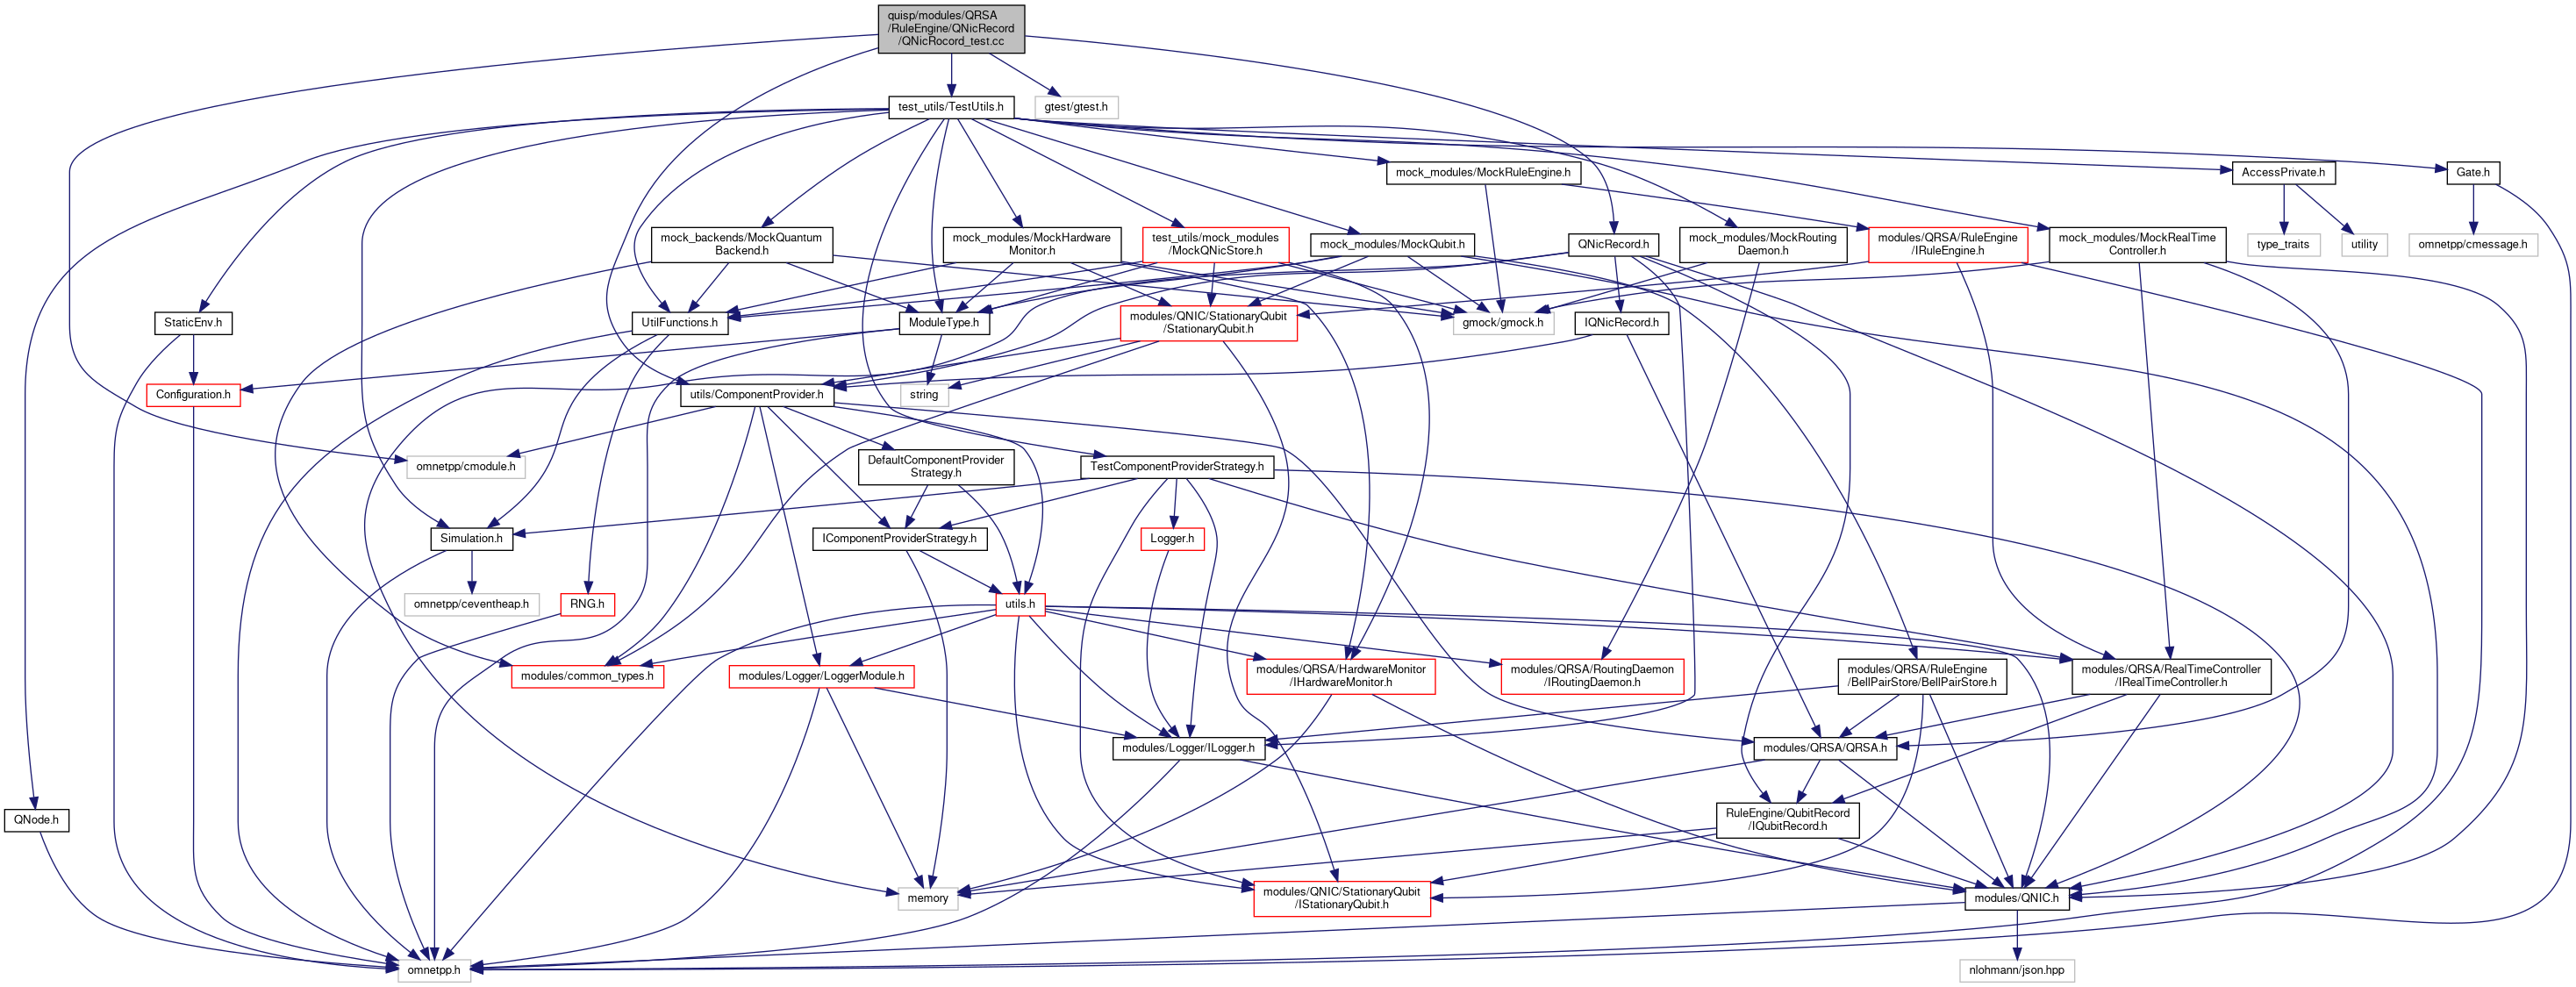 quisp/modules/QRSA
/RuleEngine/QNicRecord
/QNicRocord_test.cc
test_utils/TestUtils.h
gtest/gtest.h
mock_modules/MockRuleEngine.h
AccessPrivate.h
Gate.h
mock_backends/MockQuantum
Backend.h
mock_modules/MockHardware
Monitor.h
test_utils/mock_modules
/MockQNicStore.h
mock_modules/MockQubit.h
QNicRecord.h
mock_modules/MockRouting
Daemon.h
modules/QRSA/RuleEngine
/IRuleEngine.h
mock_modules/MockRealTime
Controller.h
type_traits
utility
omnetpp/cmessage.h
StaticEnv.h
UtilFunctions.h
ModuleType.h
modules/QNIC/StationaryQubit
/StationaryQubit.h
gmock/gmock.h
IQNicRecord.h
Configuration.h
utils/ComponentProvider.h
string
omnetpp/cmodule.h
DefaultComponentProvider
Strategy.h
TestComponentProviderStrategy.h
Simulation.h
IComponentProviderStrategy.h
Logger.h
omnetpp/ceventheap.h
RNG.h
utils.h
modules/common_types.h
modules/Logger/LoggerModule.h
modules/QRSA/HardwareMonitor
/IHardwareMonitor.h
modules/QRSA/RoutingDaemon
/IRoutingDaemon.h
modules/QRSA/RuleEngine
/BellPairStore/BellPairStore.h
modules/QRSA/RealTimeController
/IRealTimeController.h
modules/Logger/ILogger.h
modules/QRSA/QRSA.h
QNode.h
RuleEngine/QubitRecord
/IQubitRecord.h
memory
modules/QNIC/StationaryQubit
/IStationaryQubit.h
modules/QNIC.h
omnetpp.h
nlohmann/json.hpp